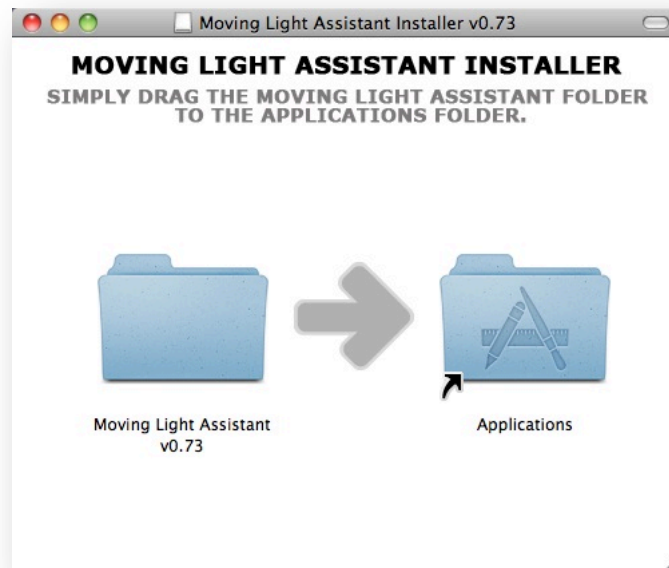 Moving Light Assistant Installer v0.73
MOVING LIGHT ASSISTANT INSTALLER
SIMPLY DRAG THE MOVING LIGHT ASSISTANT FOLDER
TO THE APPLICATIONS FOLDER.
Moving Light Assistant
v0.73
Applications